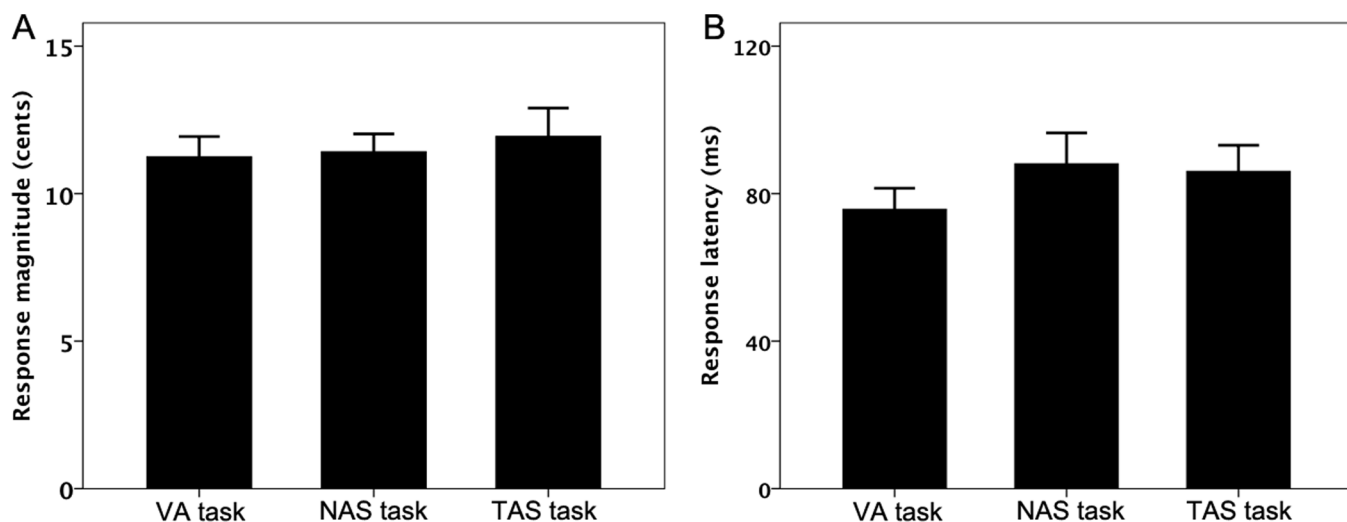 A
Response magnitude (cents)
15
10
5
0
VA task
NAS task
TAS task
B
Response latency (ms)
120
80
40
0
VA task
NAS task
TAS task